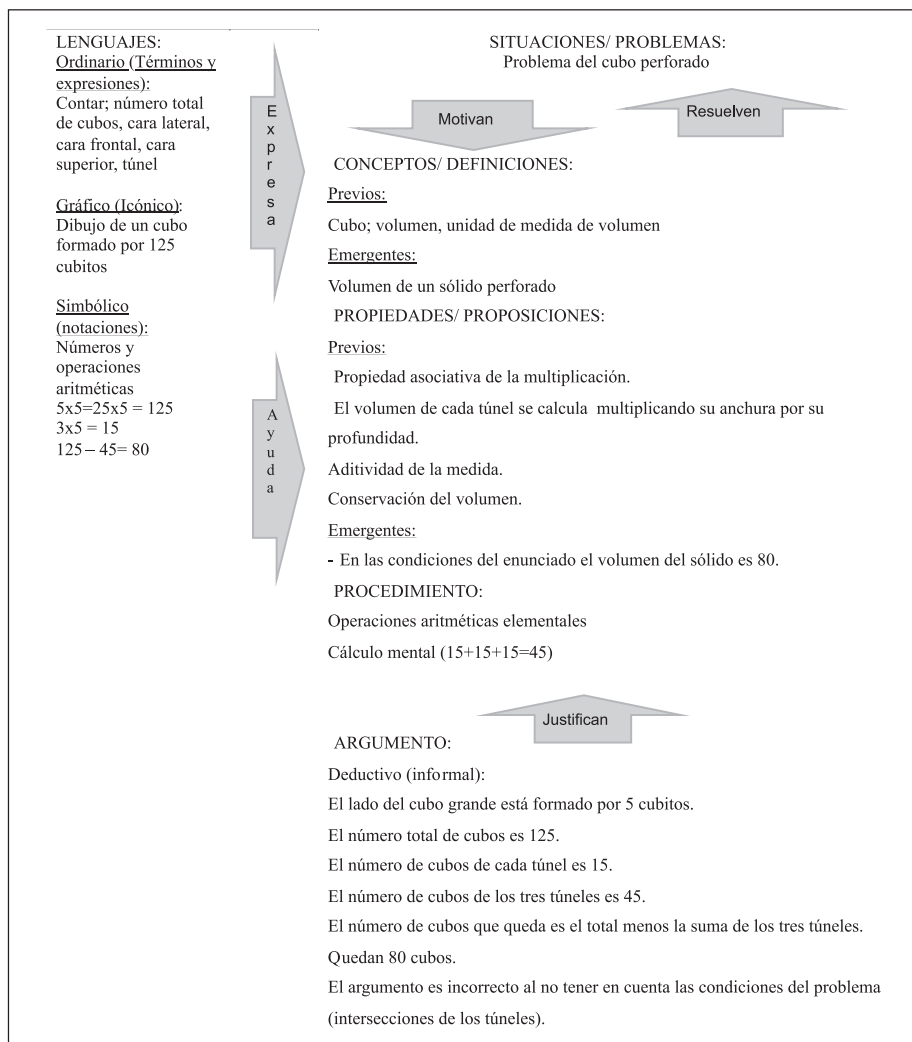 LENGUAJES:
Ordinario (Términos y
expresiones):
Contar; número total
de cubos, cara lateral,
cara frontal, cara
superior, túnel
Gráfico (Icónico):
Dibujo de un cubo
formado por 125
cubitos
Simbólico
(notaciones):
Números y
operaciones
aritméticas
5x5=25x5 = 125
3x5 = 15
125 – 45= 80
Expresa
Ayuda
SITUACIONES/ PROBLEMAS:
Problema del cubo perforado
Motivan
Resuelven
CONCEPTOS/ DEFINICIONES:
Previos:
Cubo; volumen, unidad de medida de volumen
Emergentes:
Volumen de un sólido perforado
PROPIEDADES/ PROPOSICIONES:
Previos:
Propiedad asociativa de la multiplicación.
El volumen de cada túnel se calcula multiplicando su anchura por su
profundidad.
Aditividad de la medida.
Conservación del volumen.
Emergentes:
- En las condiciones del enunciado el volumen del sólido es 80.
PROCEDIMIENTO:
Operaciones aritméticas elementales
Cálculo mental (15+15+15=45)
Justifican
ARGUMENTO:
Deductivo (informal):
El lado del cubo grande está formado por 5 cubitos.
El número total de cubos es 125.
El número de cubos de cada túnel es 15.
El número de cubos de los tres túneles es 45.
El número de cubos que queda es el total menos la suma de los tres túneles.
Quedan 80 cubos.
El argumento es incorrecto al no tener en cuenta las condiciones del problema
(intersecciones de los túneles).